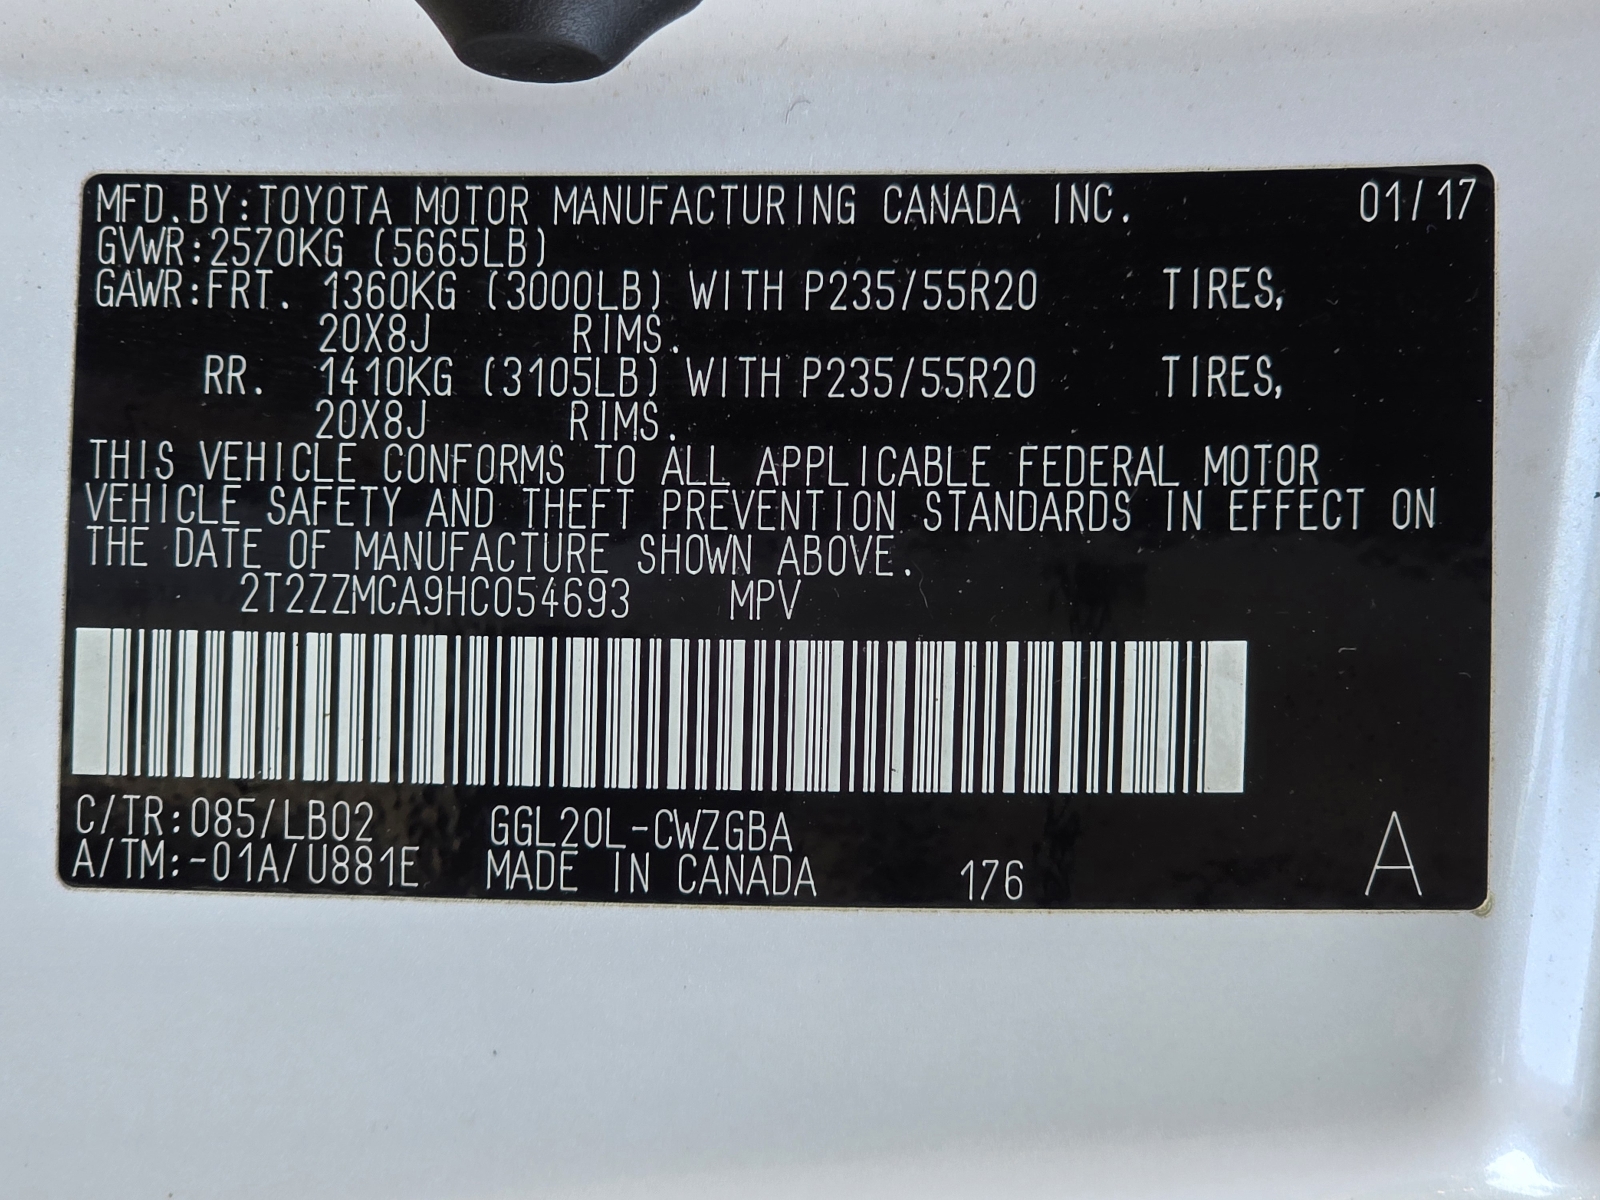 MFD.BY:TOYOTA MOTOR MANUFACTURING CANADA INC. 01/17
GVWR:2570KG (5665LB)
GAWR:FRT. 1360KG (3000LB) WITH P235/55R20 TIRES,
20X8J RIMS.
RR. 1410KG (3105LB) WITH P235/55R20 TIRES,
20X8J RIMS.
THIS VEHICLE CONFORMS TO ALL APPLICABLE FEDERAL MOTOR
VEHICLE SAFETY AND THEFT PREVENTION STANDARDS IN EFFECT ON
THE DATE OF MANUFACTURE SHOWN ABOVE.
2T2ZZMCA9HC054693 MPV
C/TR:085/LB02 GGL20L-CWZGBA
A/TM:-01A/U881E MADE IN CANADA 176 A